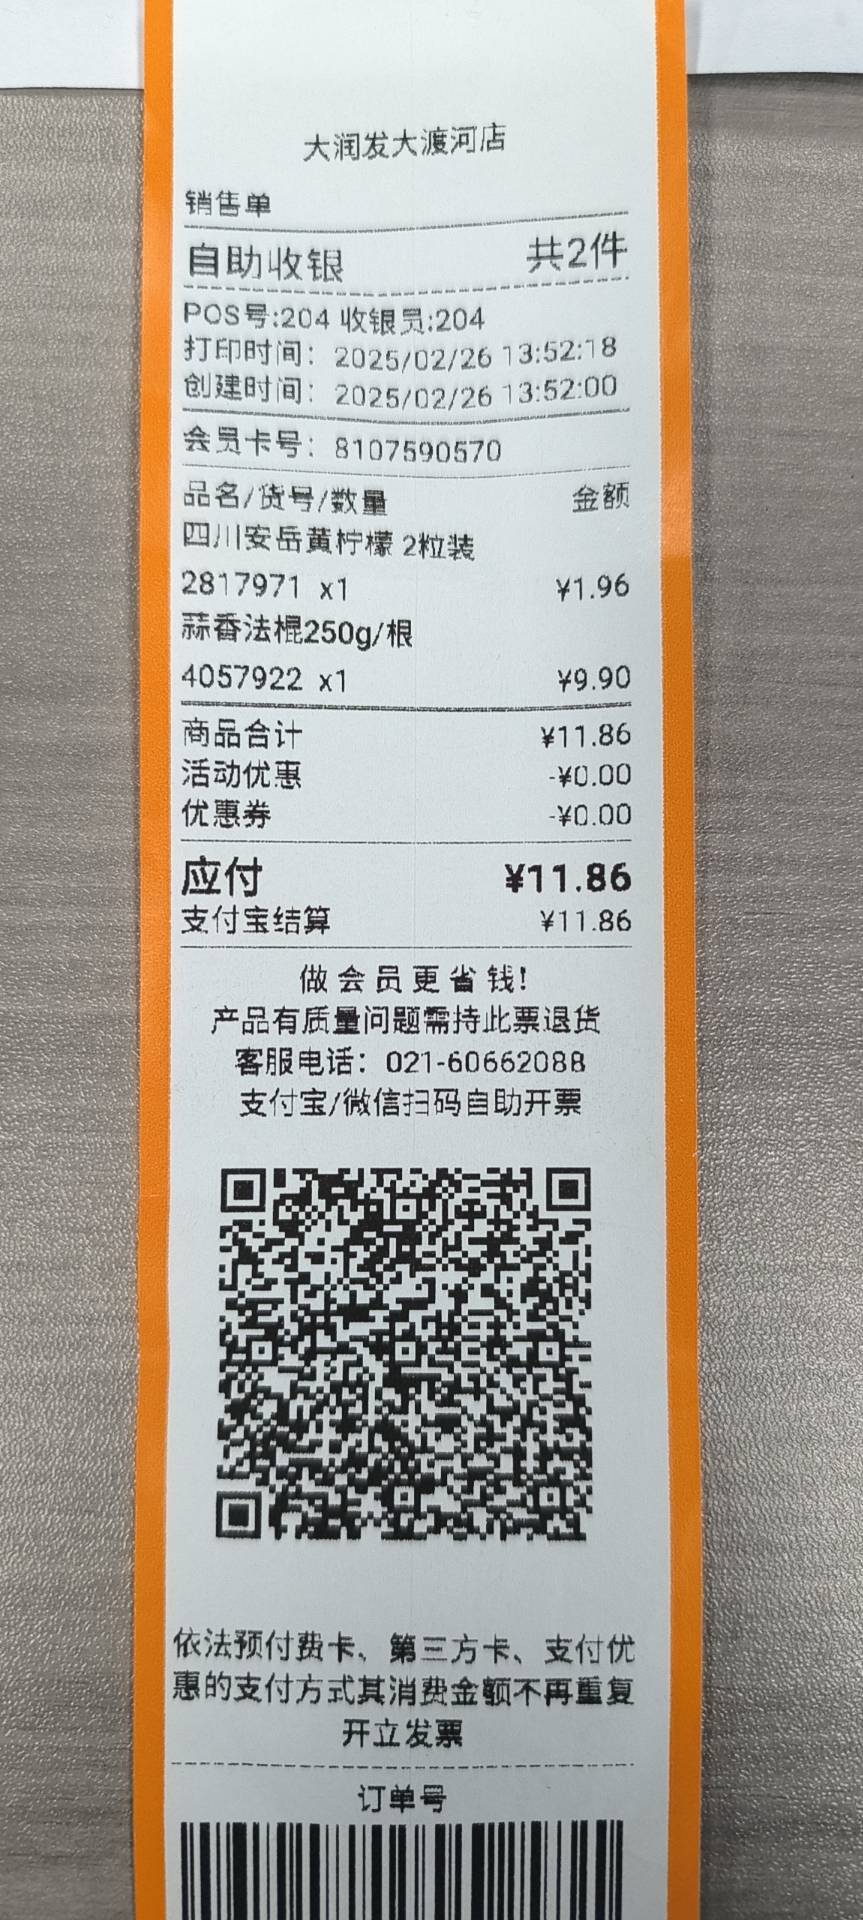 大润发大渡河店
销售单
自助收银 共2件
POS号:204 收银员:204
打印时间: 2025/02/26 13:52:18
创建时间: 2025/02/26 13:52:00
会员卡号: 8107590570
品名/货号/数量 金额
四川安岳黄柠檬 2粒装
2817971 x1 ¥1.96
蒜香法棍250g/根
4057922 x1 ¥9.90
商品合计 ¥11.86
活动优惠 -¥0.00
优惠券 -¥0.00
应付 ¥11.86
支付宝结算 ¥11.86
做会员更省钱!
产品有质量问题需持此票退货
客服电话: 021-60662088
支付宝/微信扫码自助开票
依法预付费卡、第三方卡、支付优
惠的支付方式其消费金额不再重复
开立发票
订单号